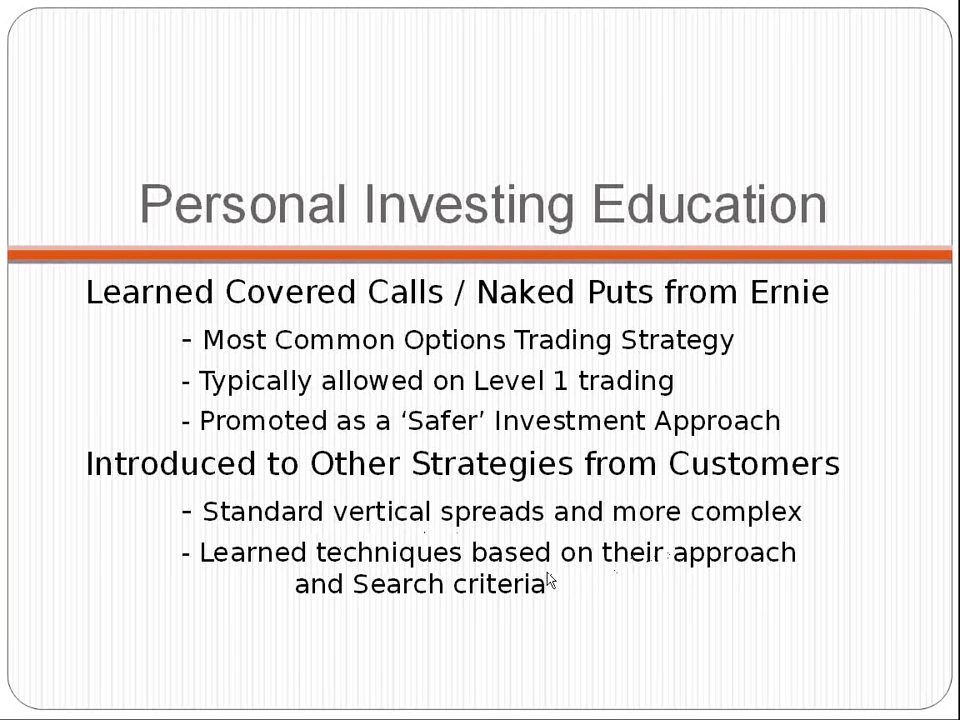 Personal Investing Education
Learned Covered Calls / Naked Puts from Ernie
- Most Common Options Trading Strategy
- Typically allowed on Level 1 trading
- Promoted as a ‘Safer’ Investment Approach
Introduced to Other Strategies from Customers
- Standard vertical spreads and more complex
- Learned techniques based on their approach
and Search criteria